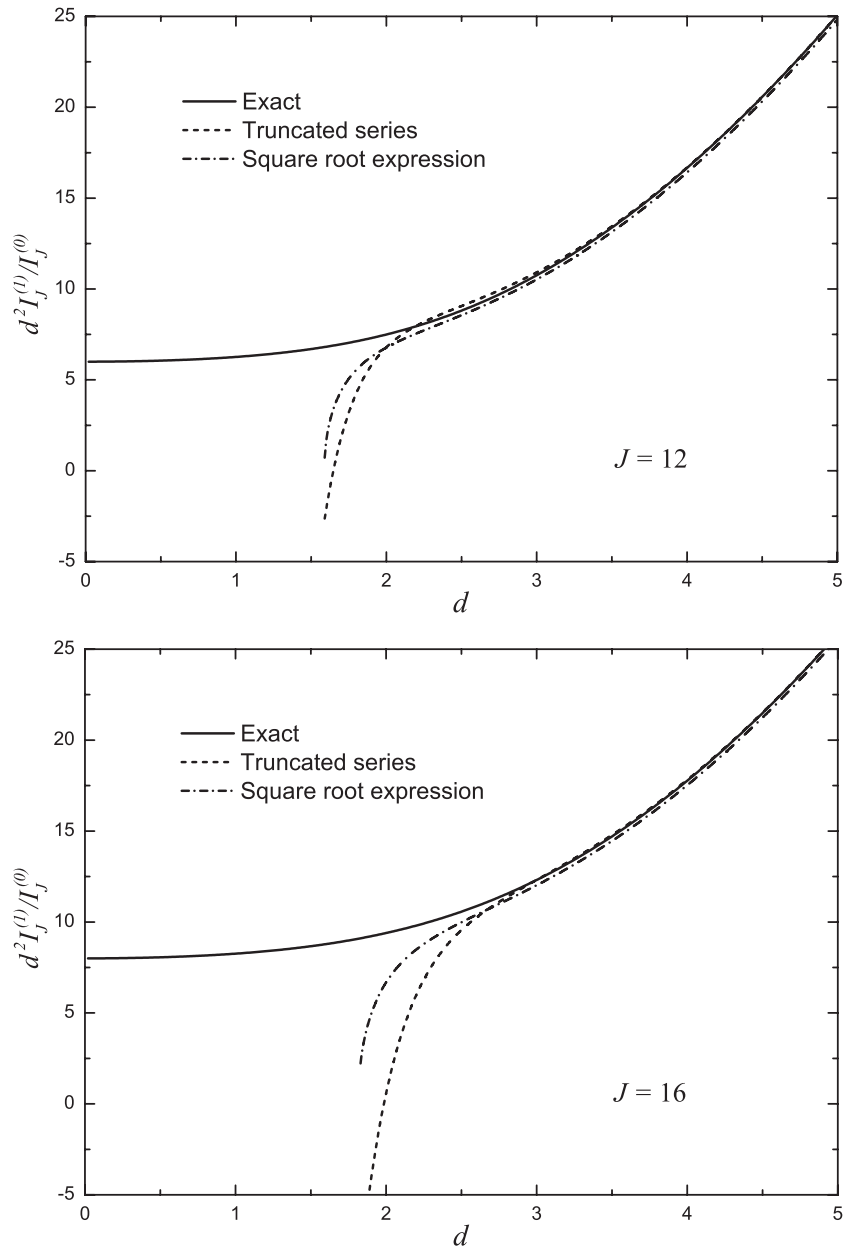 25
20
15
10
5
0
-5
d ²I_J^(1)/I_J^(0)
Exact
Truncated series
Square root expression
J = 12
0 1 2 3 4 5
d
25
20
15
10
5
0
-5
d ²I_J^(1)/I_J^(0)
Exact
Truncated series
Square root expression
J = 16
0 1 2 3 4 5
d